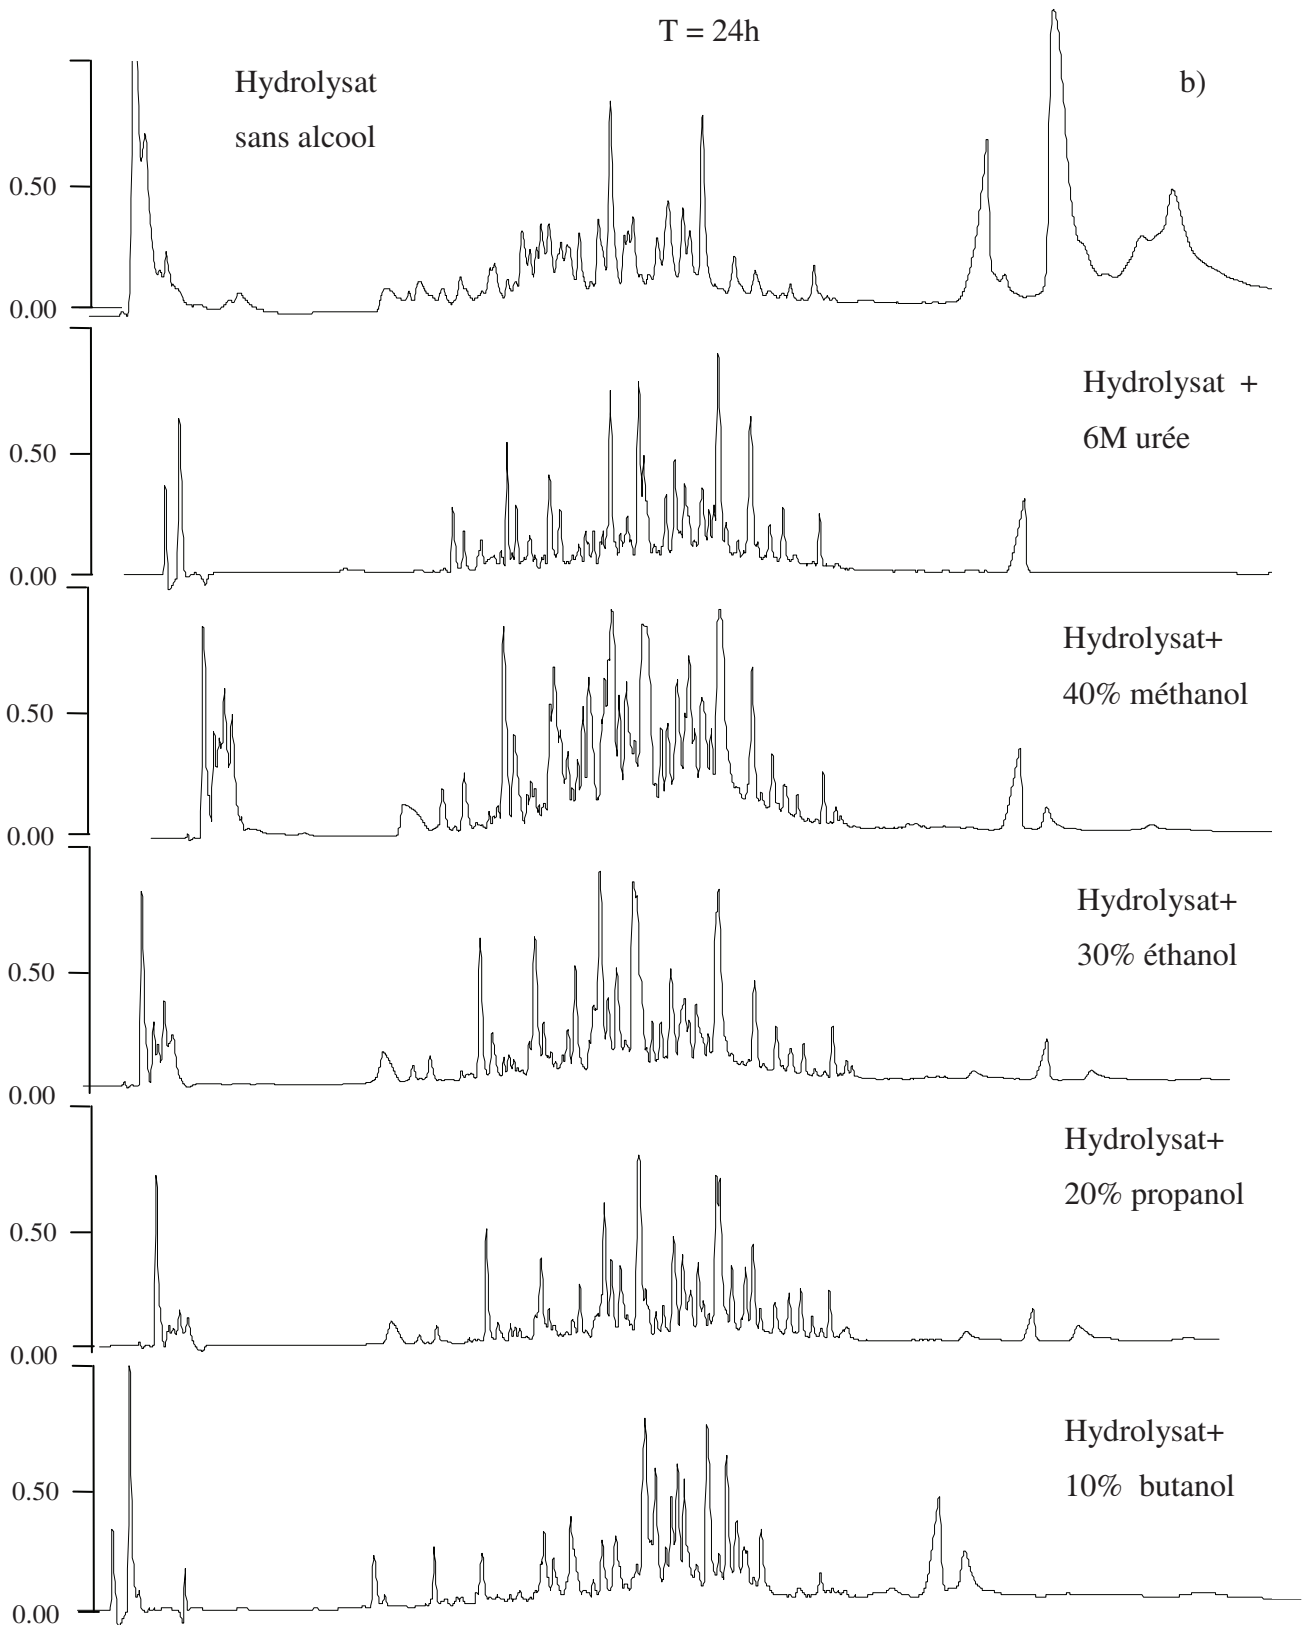 T = 24h
Hydrolysat
sans alcool
b)
0.50
0.00
Hydrolysat +
6M urée
0.50
0.00
Hydrolysat+
40% méthanol
0.50
0.00
Hydrolysat+
30% éthanol
0.50
0.00
Hydrolysat+
20% propanol
0.50
0.00
Hydrolysat+
10% butanol
0.50
0.00